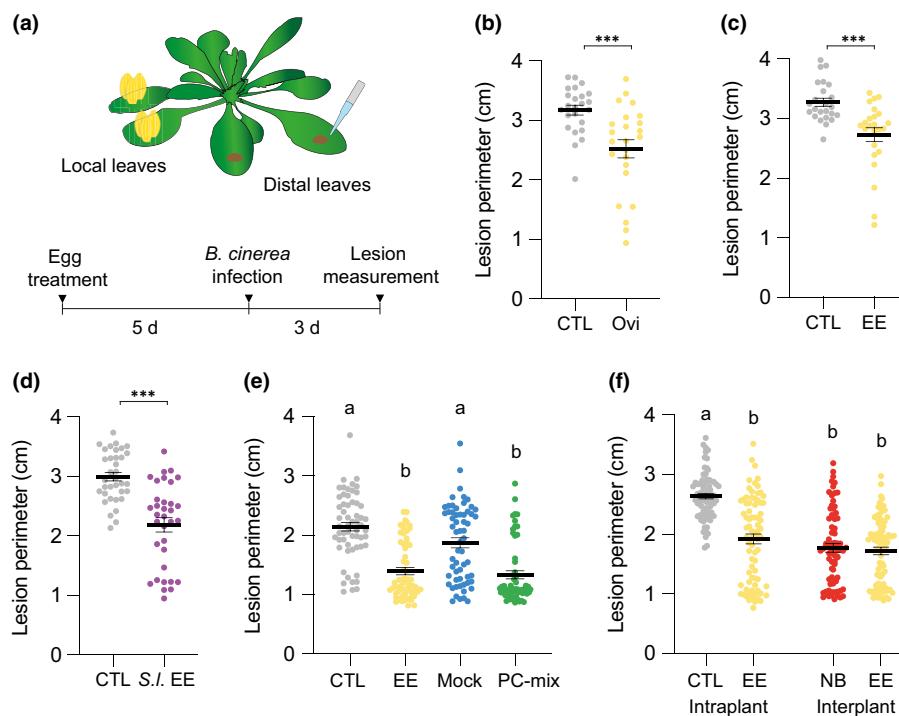 (a)
Local leaves
Distal leaves
Egg treatment
B. cinerea infection
Lesion measurement
5 d
3 d
(b)
***
Lesion perimeter (cm)
4
3
2
1
0
CTL Ovi
(c)
***
Lesion perimeter (cm)
4
3
2
1
0
CTL EE
(d)
***
Lesion perimeter (cm)
4
3
2
1
0
CTL S.l. EE
(e)
a b a b
Lesion perimeter (cm)
4
3
2
1
0
CTL EE Mock PC-mix
(f)
a b b b
Lesion perimeter (cm)
4
3
2
1
0
CTL EE NB EE
Intraplant Interplant